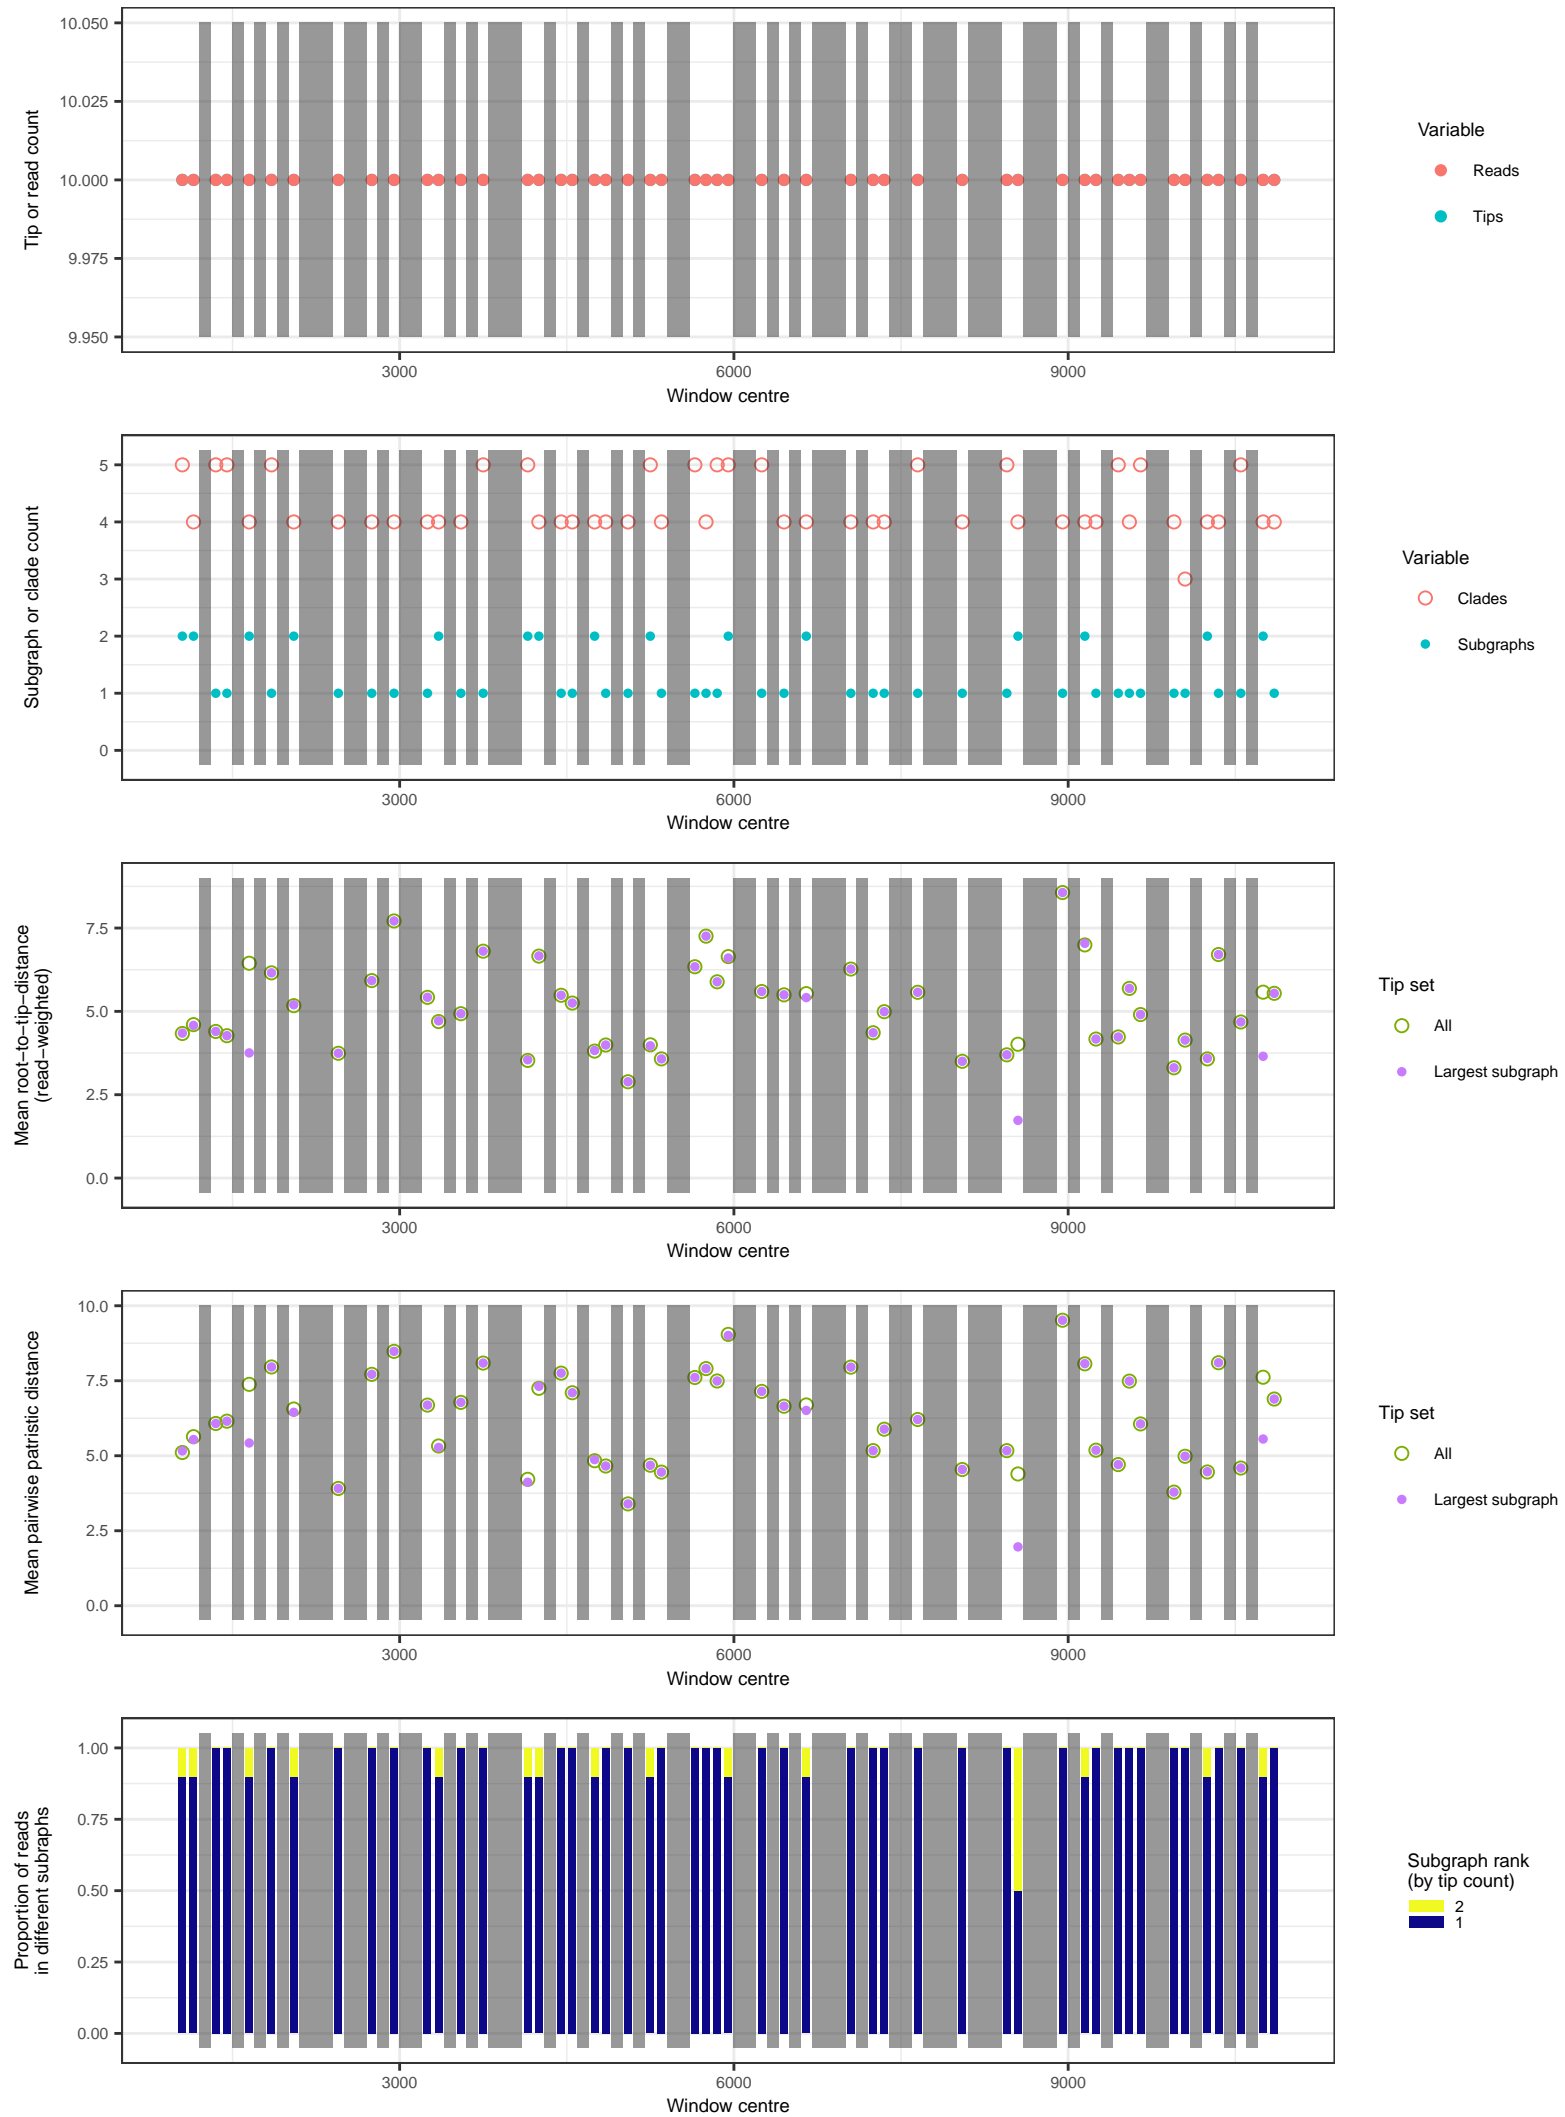 Tip or read count
10.050
10.025
10.000
9.975
9.950
3000
6000
9000
Window centre
Variable
Reads
Tips
Subgraph or clade count
5
4
3
2
1
0
3000
6000
9000
Window centre
Variable
Clades
Subgraphs
Mean root−to−tip−distance
(read−weighted)
7.5
5.0
2.5
0.0
3000
6000
9000
Window centre
Tip set
All
Largest subgraph
Mean pairwise patristic distance
10.0
7.5
5.0
2.5
0.0
3000
6000
9000
Window centre
Tip set
All
Largest subgraph
Proportion of reads
in different subraphs
1.00
0.75
0.50
0.25
0.00
3000
6000
9000
Window centre
Subgraph rank
(by tip count)
2
1